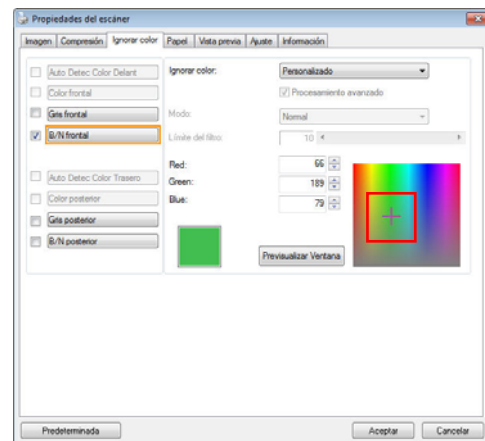 Propiedades del escáner
Imagen Compresión Ignorar color Papel Vista previa Ajuste Información
Auto Detec Color Delant
Color frontal
Gris frontal
B/N frontal
Auto Detec Color Trasero
Color posterior
Gris posterior
B/N posterior
Ignorar color: Personalizado
Procesamiento avanzado
Modo: Normal
Límite del filtro: 10
Red: 66
Green: 189
Blue: 79
Previsualizar Ventana
Predeterminada Aceptar Cancelar